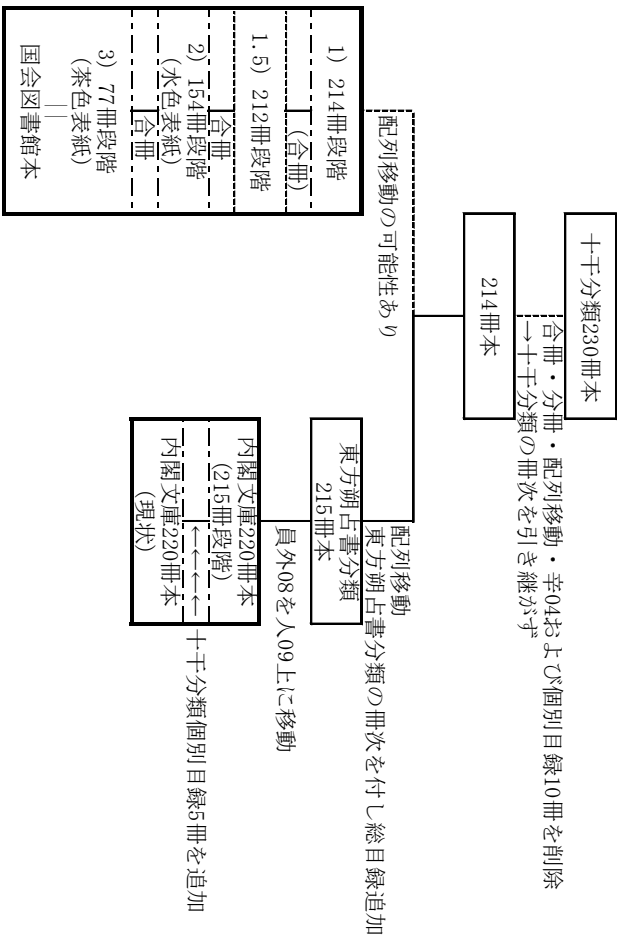 十干分類230冊本
合冊・分冊・配列移動・辛04および個別目録10冊を削除
→十干分類の冊次を引き継がず
214冊本
配列移動の可能性あり
配列移動
東方朔占書分類の冊次を付し総目録追加
東方朔占書分類
215冊本
員外08を人09上に移動
内閣文庫220冊本
(215冊段階)
←←←←← 十干分類個別目録5冊を追加
内閣文庫220冊本
(現状)
1) 214冊段階
(合冊)
1.5) 212冊段階
合冊
2) 154冊段階
(水色表紙)
合冊
3) 77冊段階
(茶色表紙)
||
国会図書館本